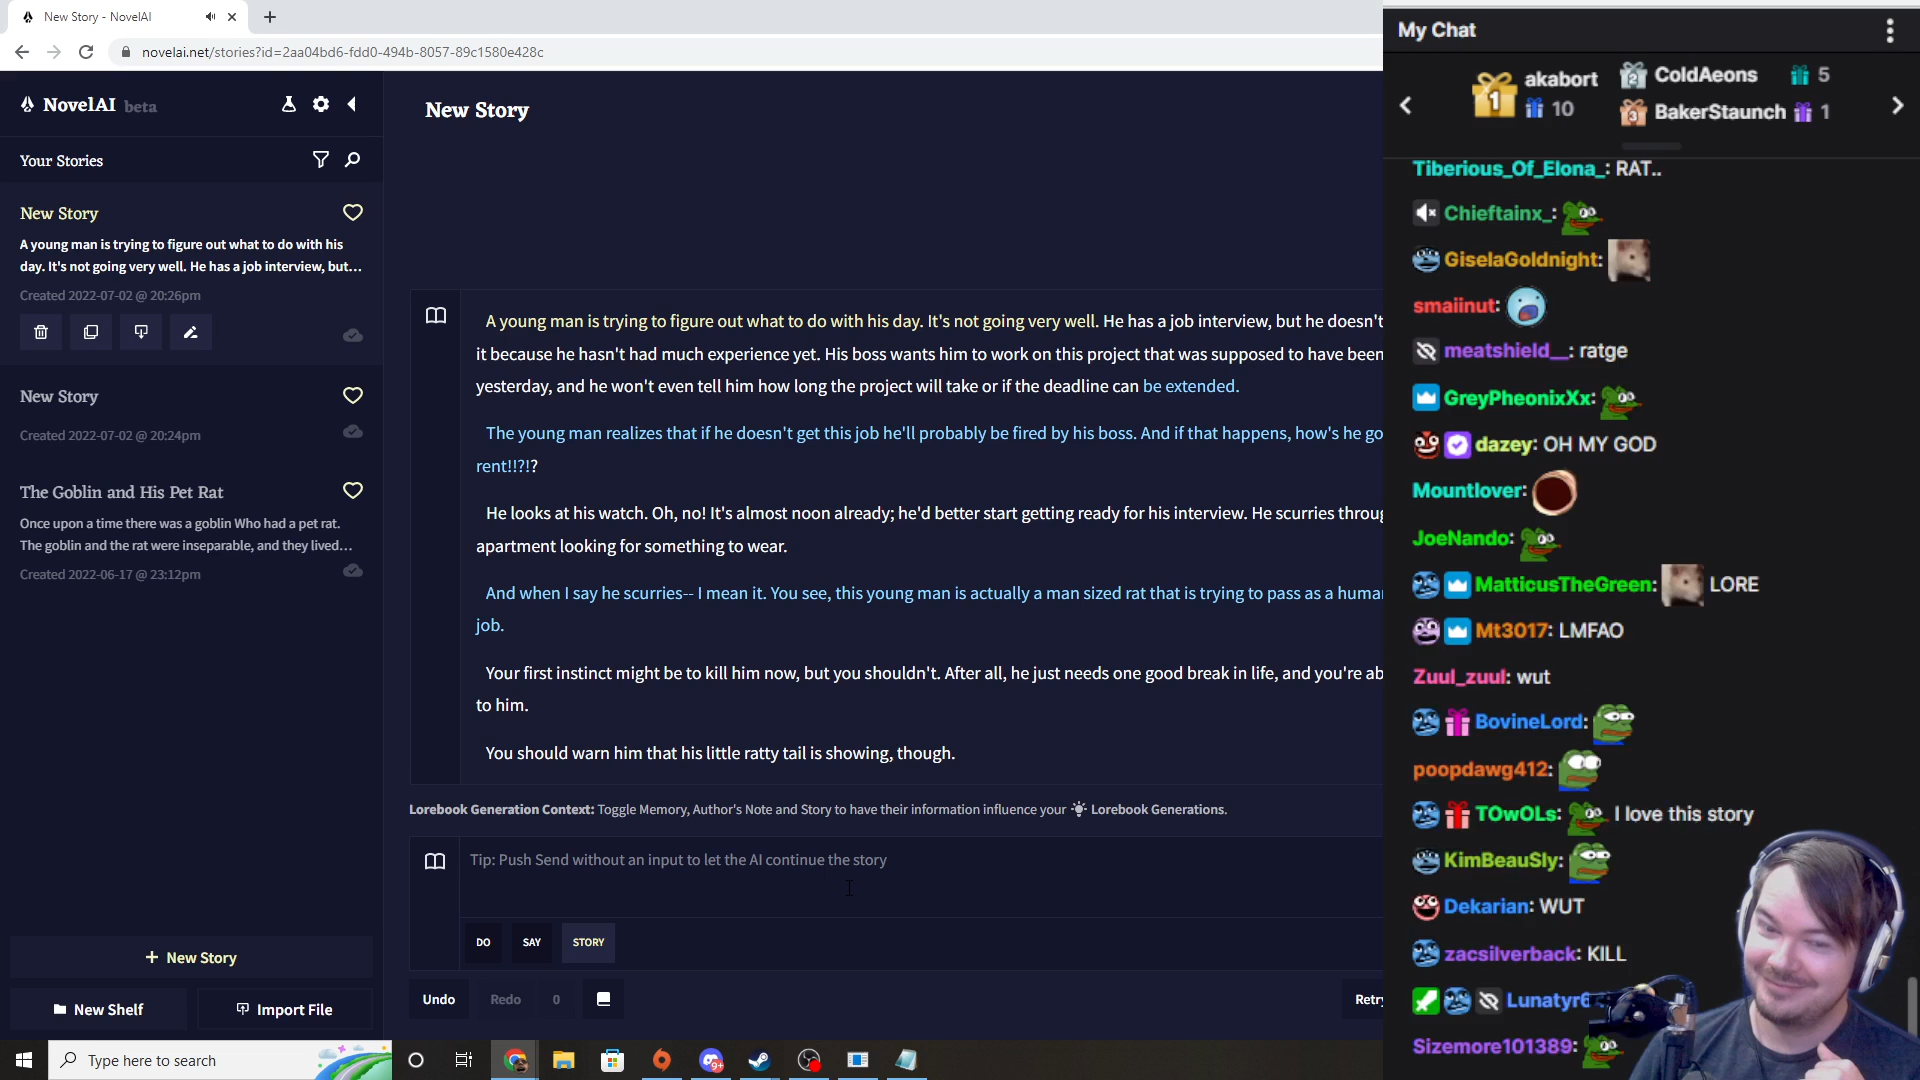 New Story - NovelAI
novelai.net/stories?id=2aa04bd6-fdd0-494b-8057-89c1580e428c
NovelAI beta
Your Stories
New Story
A young man is trying to figure out what to do with his
day. It's not going very well. He has a job interview, but...
Created 2022-07-02 @ 20:26pm
New Story
Created 2022-07-02 @ 20:24pm
The Goblin and His Pet Rat
Once upon a time there was a goblin Who had a pet rat.
The goblin and the rat were inseparable, and they lived...
Created 2022-06-17 @ 23:12pm
+ New Story
New Shelf
Import File
New Story
A young man is trying to figure out what to do with his day. It's not going very well. He has a job interview, but he doesn't
it because he hasn't had much experience yet. His boss wants him to work on this project that was supposed to have been
yesterday, and he won't even tell him how long the project will take or if the deadline can be extended.
The young man realizes that if he doesn't get this job he'll probably be fired by his boss. And if that happens, how's he go
rent!!?!?
He looks at his watch. Oh, no! It's almost noon already; he'd better start getting ready for his interview. He scurries throug
apartment looking for something to wear.
And when I say he scurries-- I mean it. You see, this young man is actually a man sized rat that is trying to pass as a human
job.
Your first instinct might be to kill him now, but you shouldn't. After all, he just needs one good break in life, and you're ab
to him.
You should warn him that his little ratty tail is showing, though.
Lorebook Generation Context: Toggle Memory, Author's Note and Story to have their information influence your Lorebook Generations.
Tip: Push Send without an input to let the AI continue the story
DO SAY STORY
Undo Redo 0
Retry
Type here to search
9+
My Chat
1 akabort 10
2 ColdAeons 5
3 BakerStaunch 1
Tiberious_Of_Elona_: RAT..
Chieftainx_:
GiselaGoldnight:
smaiinut:
meatshield__: ratge
GreyPheonixXx:
dazey: OH MY GOD
Mountlover:
JoeNando:
MatticusTheGreen: LORE
Mt3017: LMFAO
Zuul_zuul: wut
BovineLord:
poopdawg412:
TOwOLs: I love this story
KimBeauSly:
Dekarian: WUT
zacsilverback: KILL
Sizemore101389: